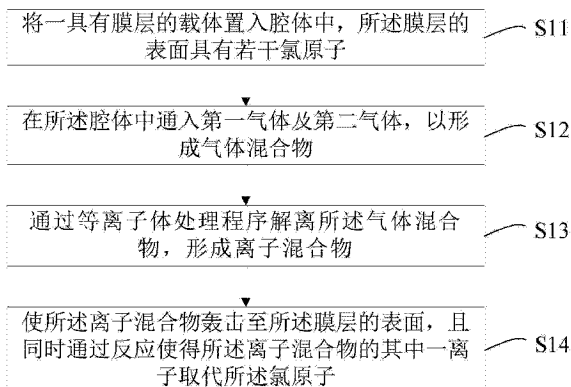 将一具有膜层的载体置入腔体中，所述膜层的
表面具有若干氯原子
S11
在所述腔体中通入第一气体及第二气体，以形
成气体混合物
S12
通过等离子体处理程序解离所述气体混合
物，形成离子混合物
S13
使所述离子混合物轰击至所述膜层的表面，且
同时通过反应使得所述离子混合物的其中一离
子取代所述氯原子
S14